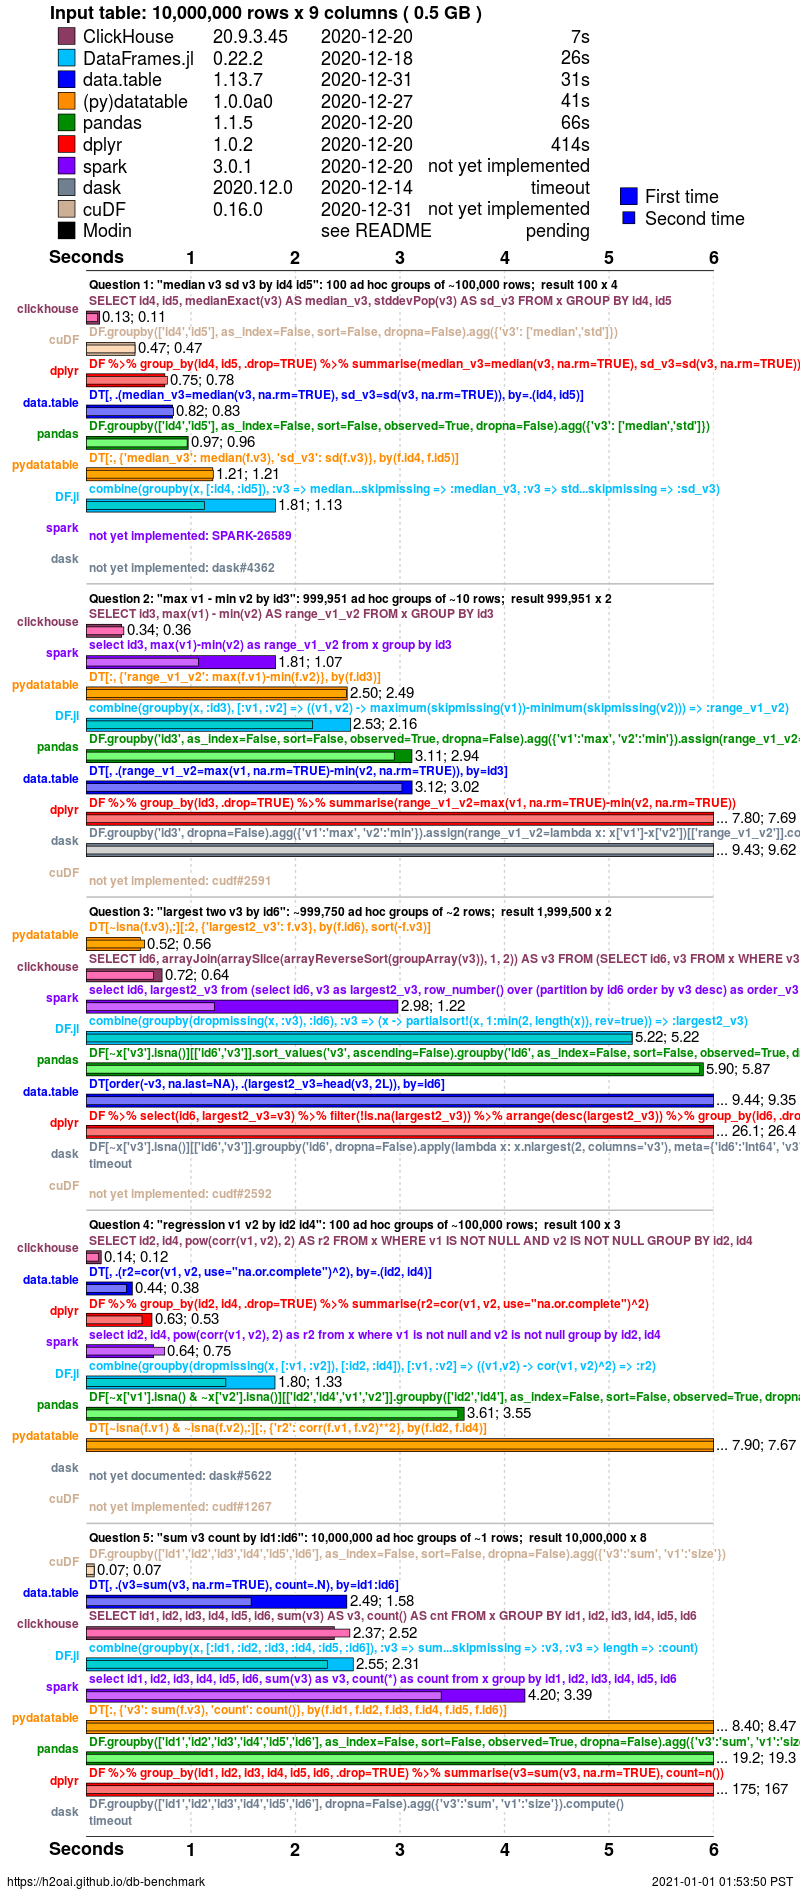 Input table: 10,000,000 rows x 9 columns ( 0.5 GB )
ClickHouse 20.9.3.45 2020-12-20 7s
DataFrames.jl 0.22.2 2020-12-18 26s
data.table 1.13.7 2020-12-31 31s
(py)datatable 1.0.0a0 2020-12-27 41s
pandas 1.1.5 2020-12-20 66s
dplyr 1.0.2 2020-12-20 414s
spark 3.0.1 2020-12-20 not yet implemented
dask 2020.12.0 2020-12-14 timeout
cuDF 0.16.0 2020-12-31 not yet implemented
Modin see README pending
First time
Second time
Seconds 1 2 3 4 5 6
Question 1: "median v3 sd v3 by id4 id5": 100 ad hoc groups of ~100,000 rows; result 100 x 4
SELECT id4, id5, medianExact(v3) AS median_v3, stddevPop(v3) AS sd_v3 FROM x GROUP BY id4, id5
clickhouse 0.13; 0.11
DF.groupby(['id4','id5'], as_index=False, sort=False, dropna=False).agg({'v3': ['median','std']})
cuDF 0.47; 0.47
DF %>% group_by(id4, id5, .drop=TRUE) %>% summarise(median_v3=median(v3, na.rm=TRUE), sd_v3=sd(v3, na.rm=TRUE))
dplyr 0.75; 0.78
DT[, .(median_v3=median(v3, na.rm=TRUE), sd_v3=sd(v3, na.rm=TRUE)), by=.(id4, id5)]
data.table 0.82; 0.83
DF.groupby(['id4','id5'], as_index=False, sort=False, observed=True, dropna=False).agg({'v3': ['median','std']})
pandas 0.97; 0.96
DT[:, {'median_v3': median(f.v3), 'sd_v3': sd(f.v3)}, by(f.id4, f.id5)]
pydatatable 1.21; 1.21
combine(groupby(x, [:id4, :id5]), :v3 => median...skipmissing => :median_v3, :v3 => std...skipmissing => :sd_v3)
DF.jl 1.81; 1.13
spark not yet implemented: SPARK-26589
dask not yet implemented: dask#4362
Question 2: "max v1 - min v2 by id3": 999,951 ad hoc groups of ~10 rows; result 999,951 x 2
SELECT id3, max(v1) - min(v2) AS range_v1_v2 FROM x GROUP BY id3
clickhouse 0.34; 0.36
select id3, max(v1)-min(v2) as range_v1_v2 from x group by id3
spark 1.81; 1.07
DT[:, {'range_v1_v2': max(f.v1)-min(f.v2)}, by(f.id3)]
pydatatable 2.50; 2.49
combine(groupby(x, :id3), [:v1, :v2] => ((v1, v2) -> maximum(skipmissing(v1))-minimum(skipmissing(v2))) => :range_v1_v2)
DF.jl 2.53; 2.16
DF.groupby('id3', as_index=False, sort=False, observed=True, dropna=False).agg({'v1':'max', 'v2':'min'}).assign(range_v1_v2=
pandas 3.11; 2.94
DT[, .(range_v1_v2=max(v1, na.rm=TRUE)-min(v2, na.rm=TRUE)), by=id3]
data.table 3.12; 3.02
DF %>% group_by(id3, .drop=TRUE) %>% summarise(range_v1_v2=max(v1, na.rm=TRUE)-min(v2, na.rm=TRUE))
dplyr ... 7.80; 7.69
DF.groupby('id3', dropna=False).agg({'v1':'max', 'v2':'min'}).assign(range_v1_v2=lambda x: x['v1']-x['v2'])[['range_v1_v2']].co
dask ... 9.43; 9.62
cuDF not yet implemented: cudf#2591
Question 3: "largest two v3 by id6": ~999,750 ad hoc groups of ~2 rows; result 1,999,500 x 2
DT[~isna(f.v3),:][:2, {'largest2_v3': f.v3}, by(f.id6), sort(-f.v3)]
pydatatable 0.52; 0.56
SELECT id6, arrayJoin(arraySlice(arrayReverseSort(groupArray(v3)), 1, 2)) AS v3 FROM (SELECT id6, v3 FROM x WHERE v3
clickhouse 0.72; 0.64
select id6, largest2_v3 from (select id6, v3 as largest2_v3, row_number() over (partition by id6 order by v3 desc) as order_v3
spark 2.98; 1.22
combine(groupby(dropmissing(x, :v3), :id6), :v3 => (x -> partialsort!(x, 1:min(2, length(x)), rev=true)) => :largest2_v3)
DF.jl 5.22; 5.22
DF[~x['v3'].isna()][['id6','v3']].sort_values('v3', ascending=False).groupby('id6', as_index=False, sort=False, observed=True, d
pandas 5.90; 5.87
DT[order(-v3, na.last=NA), .(largest2_v3=head(v3, 2L)), by=id6]
data.table ... 9.44; 9.35
DF %>% select(id6, largest2_v3=v3) %>% filter(!is.na(largest2_v3)) %>% arrange(desc(largest2_v3)) %>% group_by(id6, .dro
dplyr ... 26.1; 26.4
DF[~x['v3'].isna()][['id6','v3']].groupby('id6', dropna=False).apply(lambda x: x.nlargest(2, columns='v3'), meta={'id6':'Int64', 'v3'
dask timeout
cuDF not yet implemented: cudf#2592
Question 4: "regression v1 v2 by id2 id4": 100 ad hoc groups of ~100,000 rows; result 100 x 3
SELECT id2, id4, pow(corr(v1, v2), 2) AS r2 FROM x WHERE v1 IS NOT NULL AND v2 IS NOT NULL GROUP BY id2, id4
clickhouse 0.14; 0.12
DT[, .(r2=cor(v1, v2, use="na.or.complete")^2), by=.(id2, id4)]
data.table 0.44; 0.38
DF %>% group_by(id2, id4, .drop=TRUE) %>% summarise(r2=cor(v1, v2, use="na.or.complete")^2)
dplyr 0.63; 0.53
select id2, id4, pow(corr(v1, v2), 2) as r2 from x where v1 is not null and v2 is not null group by id2, id4
spark 0.64; 0.75
combine(groupby(dropmissing(x, [:v1, :v2]), [:id2, :id4]), [:v1, :v2] => ((v1,v2) -> cor(v1, v2)^2) => :r2)
DF.jl 1.80; 1.33
DF[~x['v1'].isna() & ~x['v2'].isna()][['id2','id4','v1','v2']].groupby(['id2','id4'], as_index=False, sort=False, observed=True, dropna
pandas 3.61; 3.55
DT[~isna(f.v1) & ~isna(f.v2),:][:, {'r2': corr(f.v1, f.v2)**2}, by(f.id2, f.id4)]
pydatatable ... 7.90; 7.67
dask not yet documented: dask#5622
cuDF not yet implemented: cudf#1267
Question 5: "sum v3 count by id1:id6": 10,000,000 ad hoc groups of ~1 rows; result 10,000,000 x 8
DF.groupby(['id1','id2','id3','id4','id5','id6'], as_index=False, sort=False, dropna=False).agg({'v3':'sum', 'v1':'size'})
cuDF 0.07; 0.07
DT[, .(v3=sum(v3, na.rm=TRUE), count=.N), by=id1:id6]
data.table 2.49; 1.58
SELECT id1, id2, id3, id4, id5, id6, sum(v3) AS v3, count() AS cnt FROM x GROUP BY id1, id2, id3, id4, id5, id6
clickhouse 2.37; 2.52
combine(groupby(x, [:id1, :id2, :id3, :id4, :id5, :id6]), :v3 => sum...skipmissing => :v3, :v3 => length => :count)
DF.jl 2.55; 2.31
select id1, id2, id3, id4, id5, id6, sum(v3) as v3, count(*) as count from x group by id1, id2, id3, id4, id5, id6
spark 4.20; 3.39
DT[:, {'v3': sum(f.v3), 'count': count()}, by(f.id1, f.id2, f.id3, f.id4, f.id5, f.id6)]
pydatatable ... 8.40; 8.47
DF.groupby(['id1','id2','id3','id4','id5','id6'], as_index=False, sort=False, observed=True, dropna=False).agg({'v3':'sum', 'v1':'size
pandas ... 19.2; 19.3
DF %>% group_by(id1, id2, id3, id4, id5, id6, .drop=TRUE) %>% summarise(v3=sum(v3, na.rm=TRUE), count=n())
dplyr ... 175; 167
DF.groupby(['id1','id2','id3','id4','id5','id6'], dropna=False).agg({'v3':'sum', 'v1':'size'}).compute()
dask timeout
Seconds 1 2 3 4 5 6
https://h2oai.github.io/db-benchmark 2021-01-01 01:53:50 PST